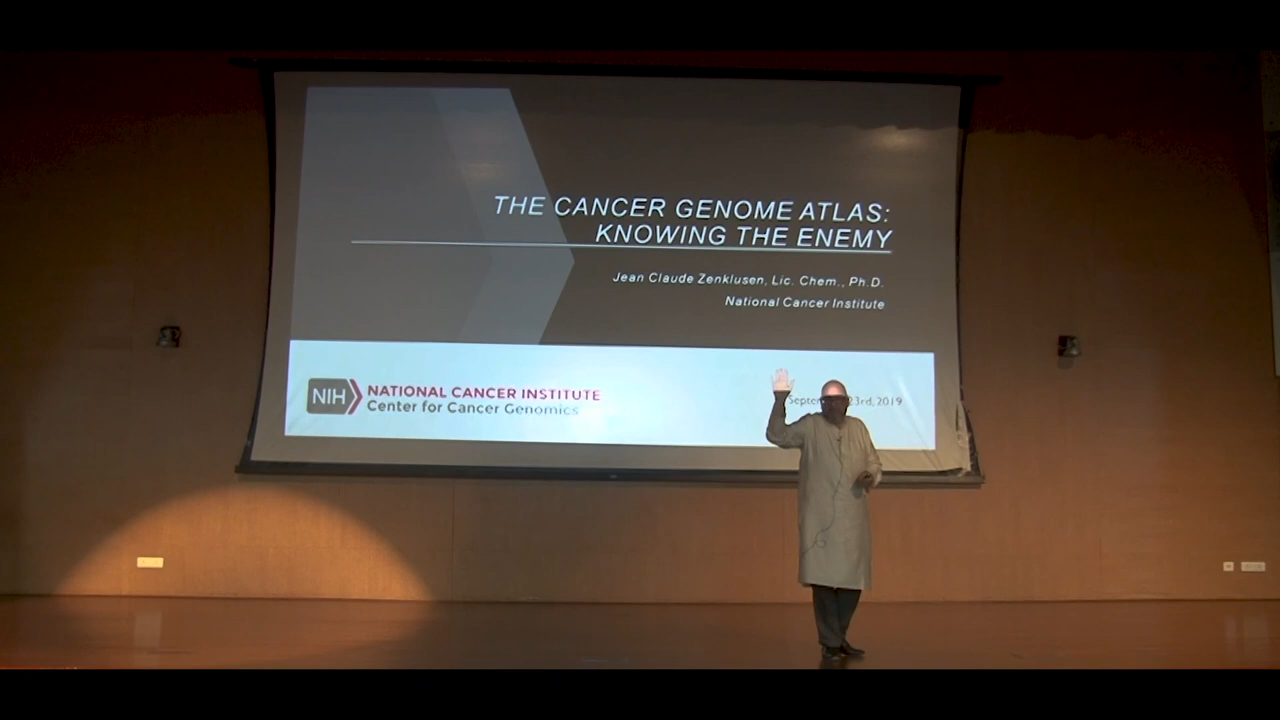 THE CANCER GENOME ATLAS:
KNOWING THE ENEMY
Jean Claude Zenklusen, Lic. Chem., Ph.D.
National Cancer Institute
NIH
NATIONAL CANCER INSTITUTE
Center for Cancer Genomics
23rd, 2019